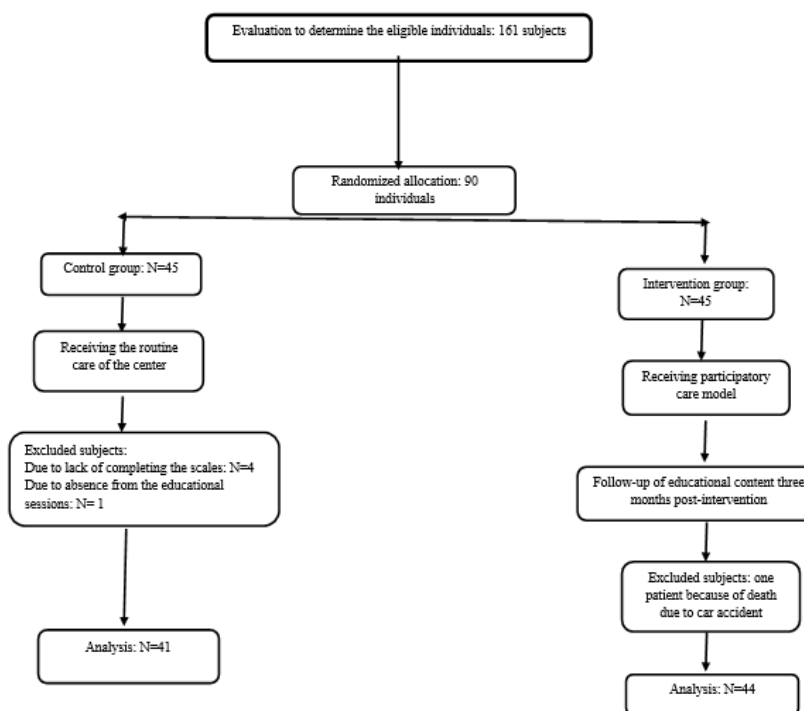 Evaluation to determine the eligible individuals: 161 subjects
Randomized allocation: 90
individuals
Control group: N=45
Intervention group:
N=45
Receiving the routine
care of the center
Receiving participatory
care model
Excluded subjects:
Due to lack of completing the scales: N=4
Due to absence from the educational
sessions: N= 1
Follow-up of educational content three
months post-intervention
Excluded subjects: one
patient because of death
due to car accident
Analysis: N=41
Analysis: N=44